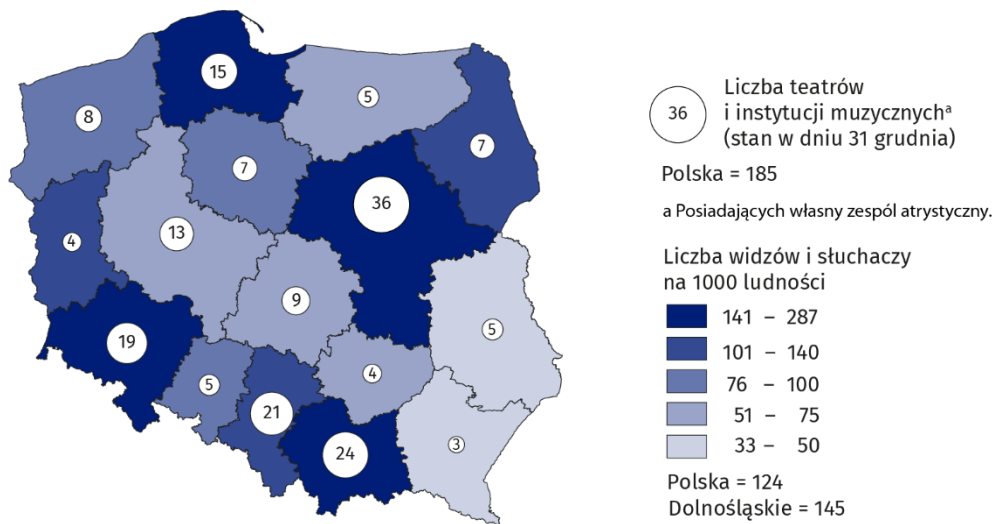 15
5
8
7
7
36
13
4
9
5
19
4
5
21
24
3
36
Liczba teatrów
i instytucji muzycznychᵃ
(stan w dniu 31 grudnia)
Polska = 185
a Posiadających własny zespól atrystyczny.
Liczba widzów i słuchaczy
na 1000 ludności
141 – 287
101 – 140
76 – 100
51 – 75
33 – 50
Polska = 124
Dolnośląskie = 145